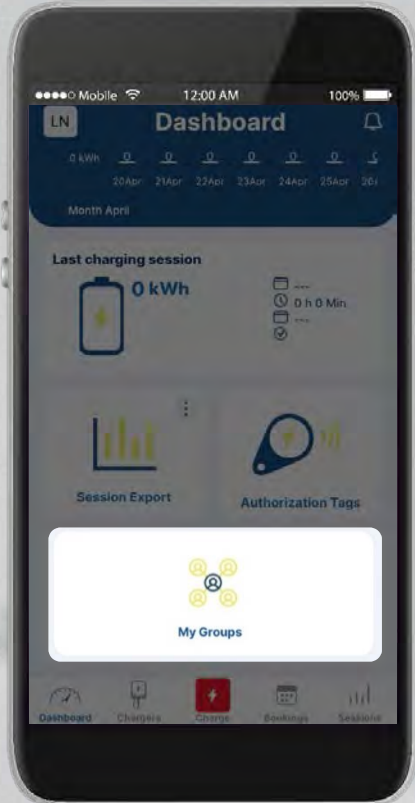 Mobile 12:00 AM 100%
LN Dashboard
0 kWh 0 0 0 0 0 0
20Apr 21Apr 22Apr 23Apr 24Apr 25Apr
Month April
Last charging session
0 kWh
---
0 h 0 Min
---
Session Export
Authorization Tags
My Groups
Dashboard Chargers Charge Bookings Sessions